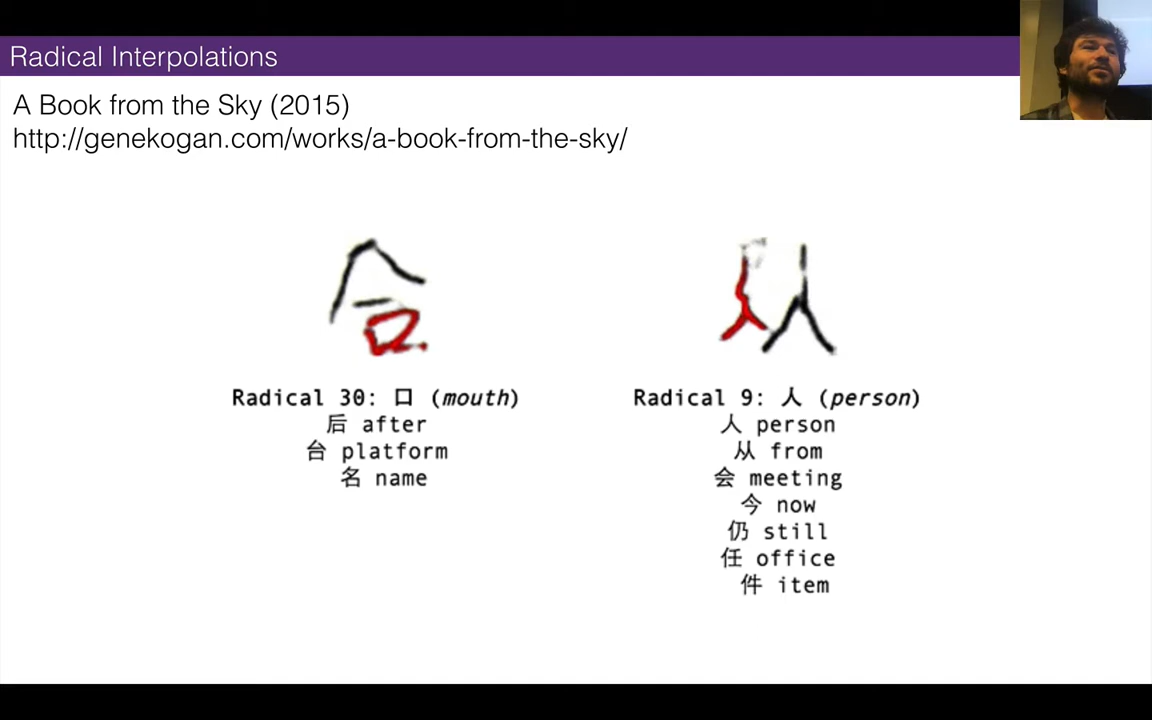 Radical Interpolations
A Book from the Sky (2015)
http://genekogan.com/works/a-book-from-the-sky/
合
从
Radical 30: 口 (mouth)
后 after
台 platform
名 name
Radical 9: 人 (person)
人 person
从 from
会 meeting
今 now
仍 still
任 office
件 item